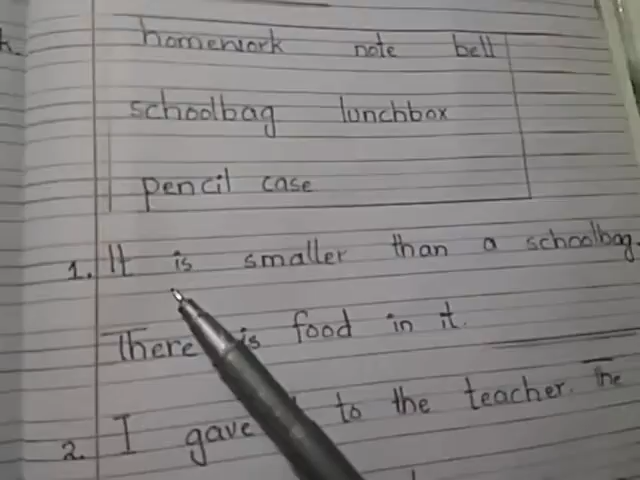 homework note bell
schoolbag lunchbox
pencil case
1. It is smaller than a schoolbag.
There is food in it.
2. I gave to the teacher. The